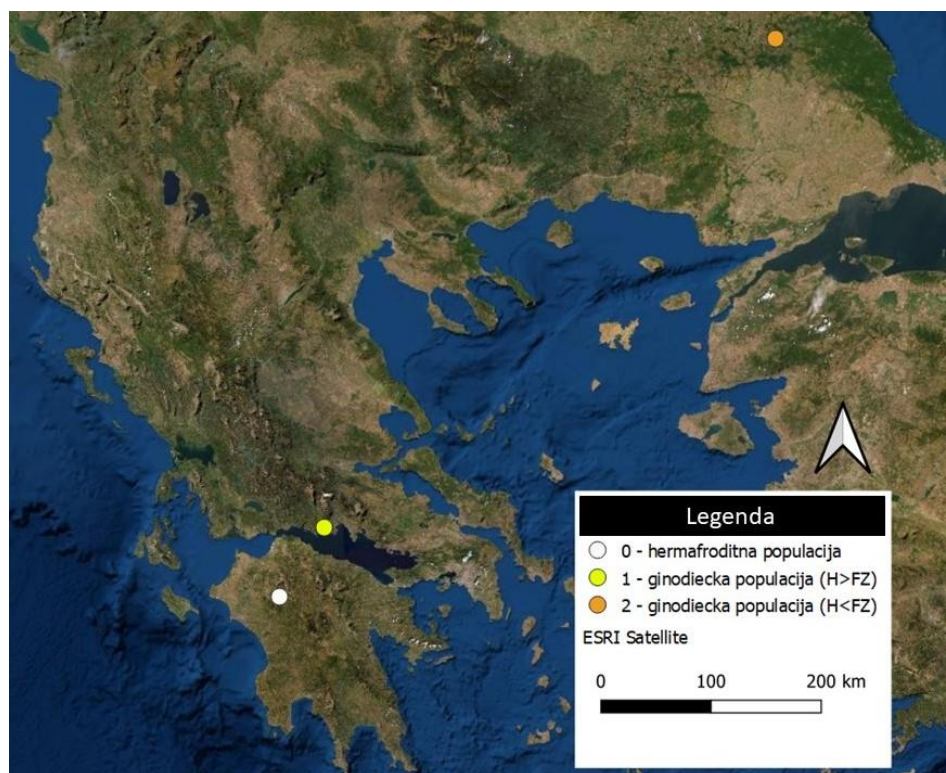 Legenda
0 - hermafroditna populacija
1 - ginodiecka populacija (H>FZ)
2 - ginodiecka populacija (H<FZ)
ESRI Satellite
0 100 200 km